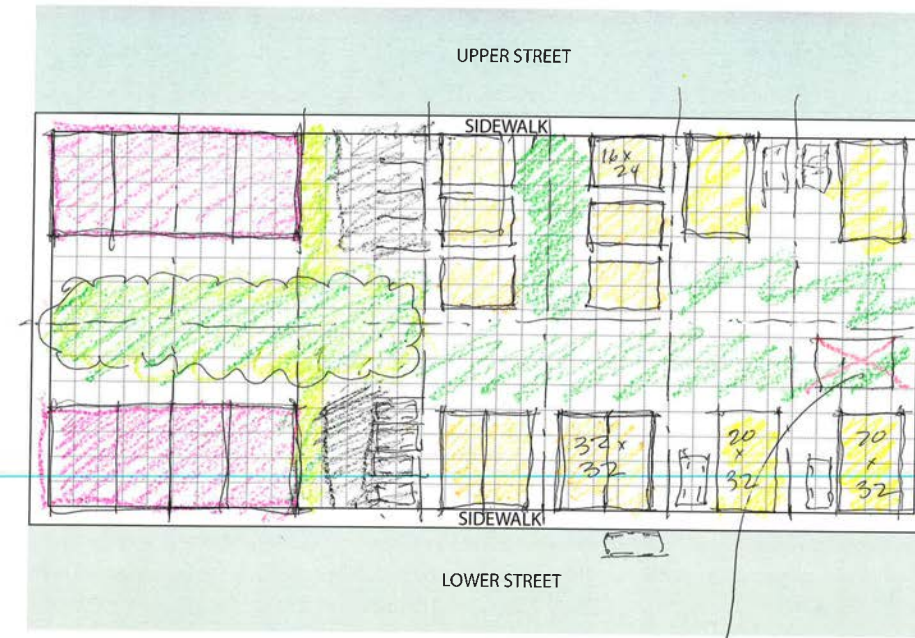 UPPER STREET
SIDEWALK
16 x
24
32 x
32
20
x
32
20
x
32
SIDEWALK
LOWER STREET